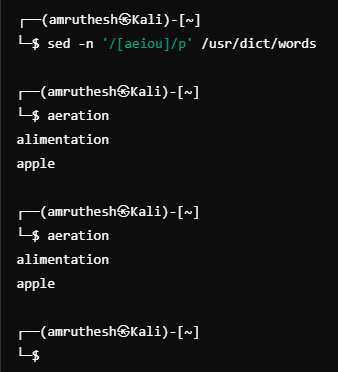 ┌──(amruthesh㉿Kali)-[~]
└─$ sed -n '/[aeiou]/p' /usr/dict/words
┌──(amruthesh㉿Kali)-[~]
└─$ aeration
alimentation
apple
┌──(amruthesh㉿Kali)-[~]
└─$ aeration
alimentation
apple
┌──(amruthesh㉿Kali)-[~]
└─$